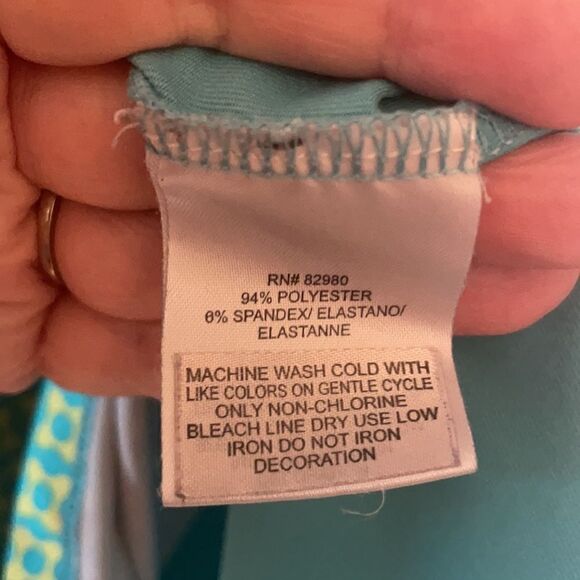 RN# 82980
94% POLYESTER
6% SPANDEX/ ELASTANO/
ELASTANNE
MACHINE WASH COLD WITH
LIKE COLORS ON GENTLE CYCLE
ONLY NON-CHLORINE
BLEACH LINE DRY USE LOW
IRON DO NOT IRON
DECORATION